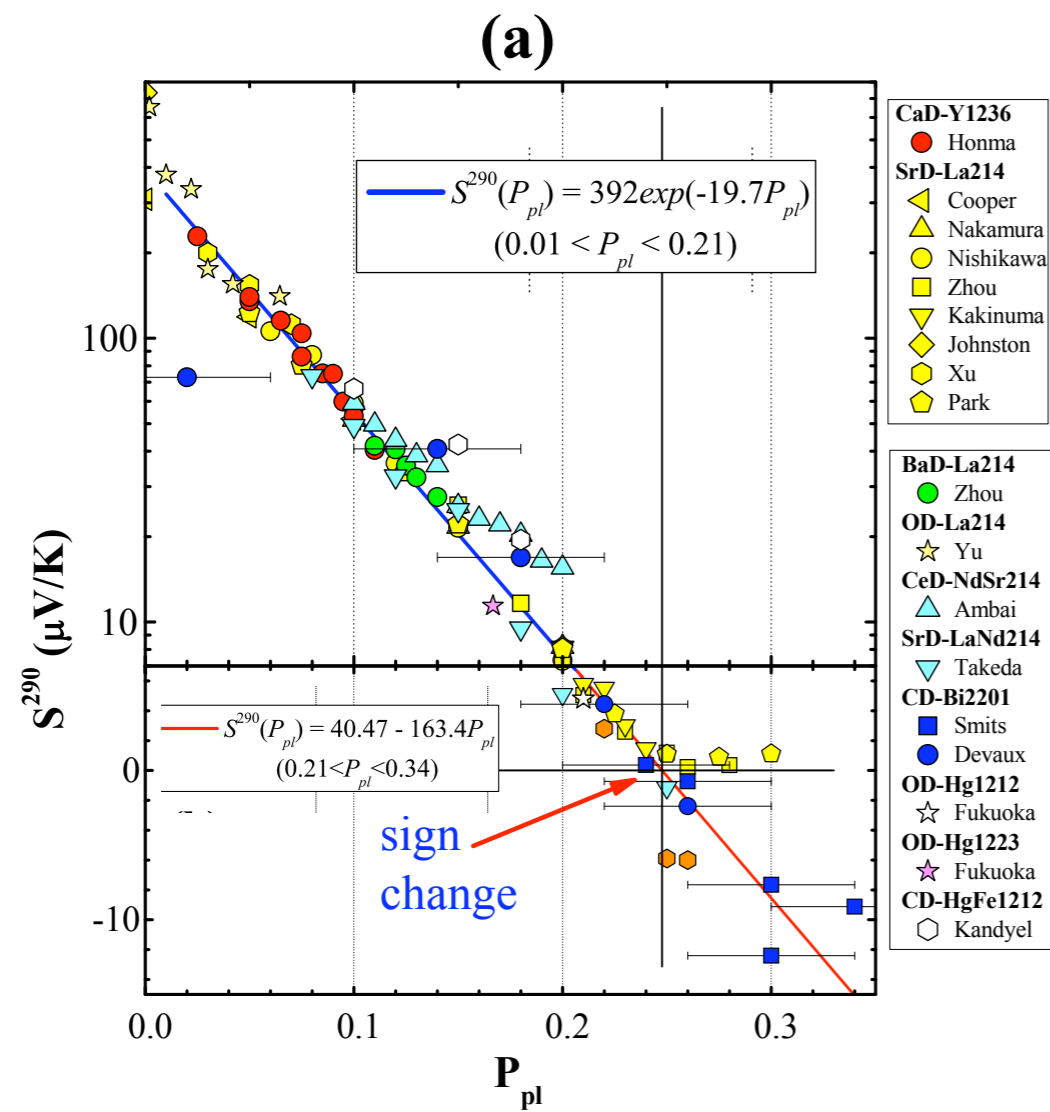 (a)
S²⁹⁰(P_pl) = 392exp(-19.7P_pl)
(0.01 < P_pl < 0.21)
100
10
0
-10
S²⁹⁰ (μV/K)
S²⁹⁰(P_pl) = 40.47 - 163.4P_pl
(0.21<P_pl<0.34)
sign
change
0.0 0.1 0.2 0.3
P_pl
CaD-Y1236
Honma
SrD-La214
Cooper
Nakamura
Nishikawa
Zhou
Kakinuma
Johnston
Xu
Park
BaD-La214
Zhou
OD-La214
Yu
CeD-NdSr214
Ambai
SrD-LaNd214
Takeda
CD-Bi2201
Smits
Devaux
OD-Hg1212
Fukuoka
OD-Hg1223
Fukuoka
CD-HgFe1212
Kandyel